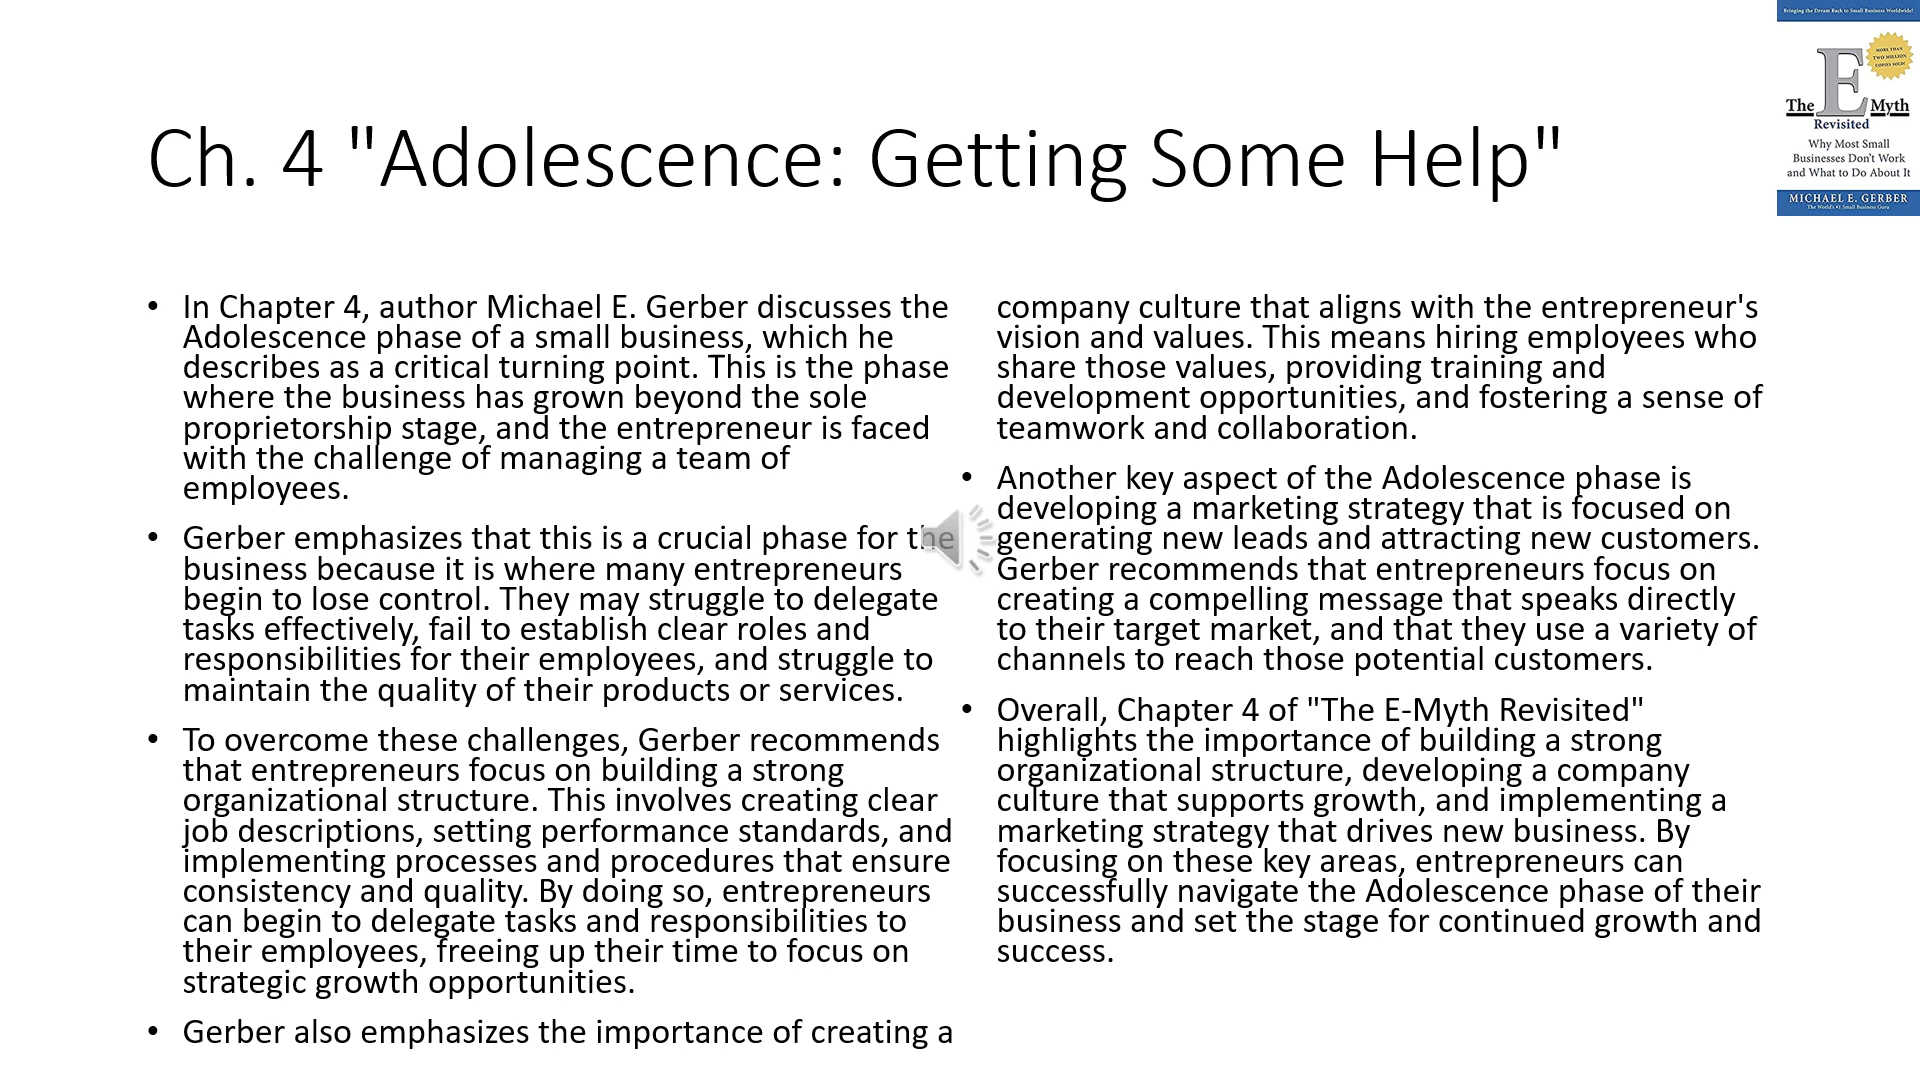 Ch. 4 "Adolescence: Getting Some Help"
Bringing the Dream Back to Small Business Worldwide!
MORE THAN
TWO MILLION
COPIES SOLD!
The E Myth
Revisited
Why Most Small
Businesses Don't Work
and What to Do About It
MICHAEL E. GERBER
The World's #1 Small Business Guru
• In Chapter 4, author Michael E. Gerber discusses the
Adolescence phase of a small business, which he
describes as a critical turning point. This is the phase
where the business has grown beyond the sole
proprietorship stage, and the entrepreneur is faced
with the challenge of managing a team of
employees.
• Gerber emphasizes that this is a crucial phase for the
business because it is where many entrepreneurs
begin to lose control. They may struggle to delegate
tasks effectively, fail to establish clear roles and
responsibilities for their employees, and struggle to
maintain the quality of their products or services.
• To overcome these challenges, Gerber recommends
that entrepreneurs focus on building a strong
organizational structure. This involves creating clear
job descriptions, setting performance standards, and
implementing processes and procedures that ensure
consistency and quality. By doing so, entrepreneurs
can begin to delegate tasks and responsibilities to
their employees, freeing up their time to focus on
strategic growth opportunities.
• Gerber also emphasizes the importance of creating a
company culture that aligns with the entrepreneur's
vision and values. This means hiring employees who
share those values, providing training and
development opportunities, and fostering a sense of
teamwork and collaboration.
• Another key aspect of the Adolescence phase is
developing a marketing strategy that is focused on
generating new leads and attracting new customers.
Gerber recommends that entrepreneurs focus on
creating a compelling message that speaks directly
to their target market, and that they use a variety of
channels to reach those potential customers.
• Overall, Chapter 4 of "The E-Myth Revisited"
highlights the importance of building a strong
organizational structure, developing a company
culture that supports growth, and implementing a
marketing strategy that drives new business. By
focusing on these key areas, entrepreneurs can
successfully navigate the Adolescence phase of their
business and set the stage for continued growth and
success.